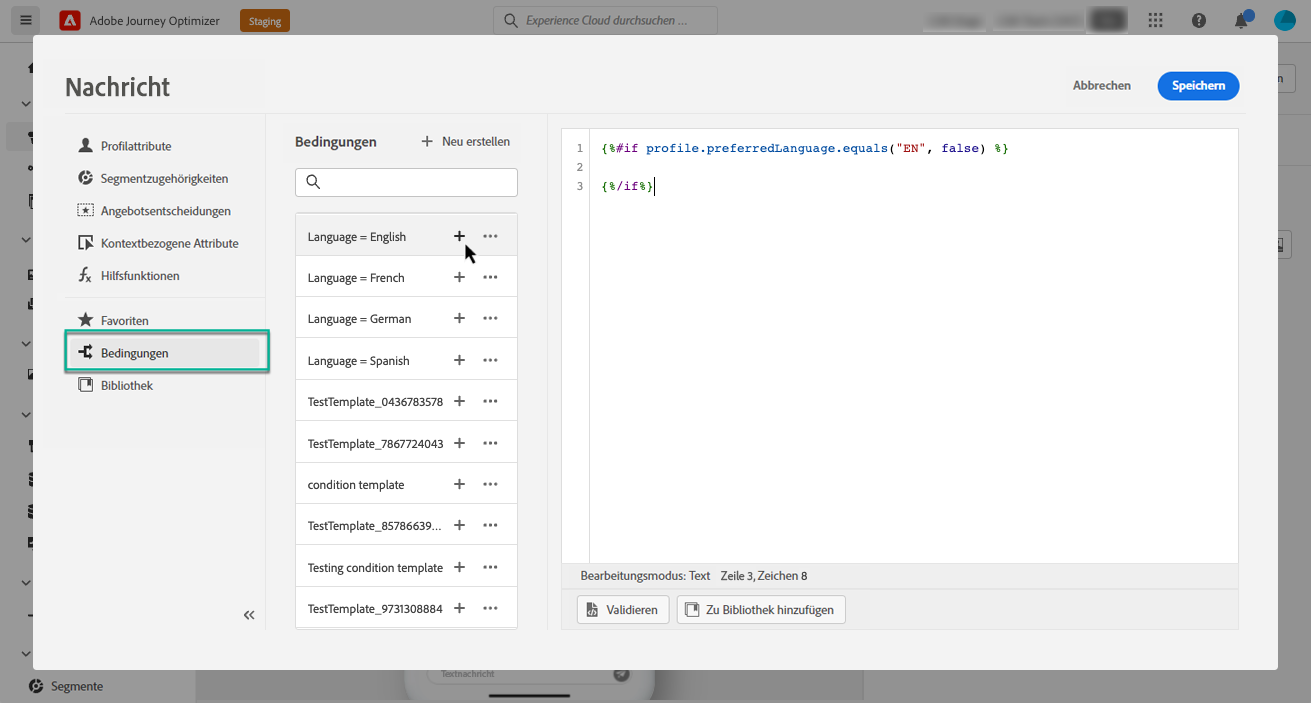 Adobe Journey Optimizer
Staging
Experience Cloud durchsuchen ...
Nachricht
Abbrechen
Speichern
Profilattribute
Segmentzugehörigkeiten
Angebotsentscheidungen
Kontextbezogene Attribute
Hilfsfunktionen
Favoriten
Bedingungen
Bibliothek
Bedingungen
Neu erstellen
Language = English
Language = French
Language = German
Language = Spanish
TestTemplate_0436783578
TestTemplate_7867724043
condition template
TestTemplate_85786639...
Testing condition template
TestTemplate_9731308884
1 {%#if profile.preferredLanguage.equals("EN", false) %}
2
3 {%/if%}
Bearbeitungsmodus: Text Zeile 3, Zeichen 8
Validieren
Zu Bibliothek hinzufügen
Textnachricht
Segmente